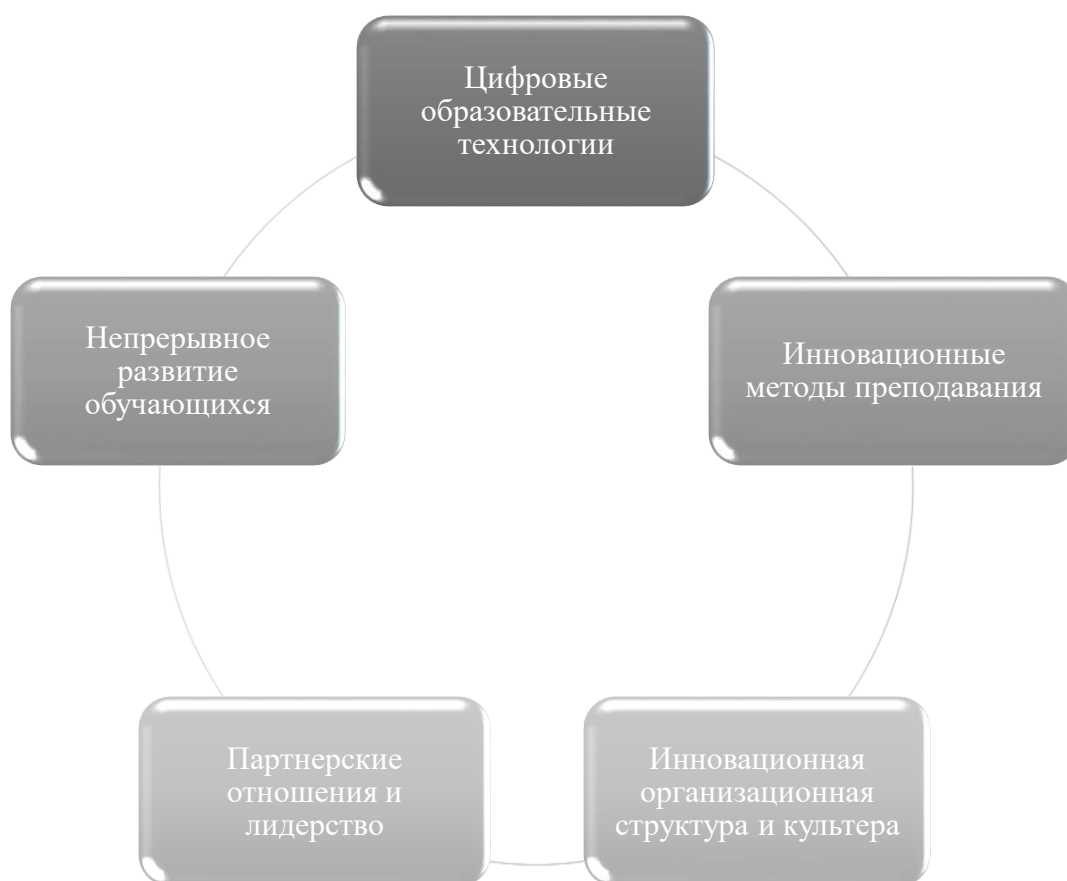 Цифровые
образовательные
технологии
Инновационные
методы преподавания
Инновационная
организационная
структура и культера
Партнерские
отношения и
лидерство
Непрерывное
развитие
обучающихся